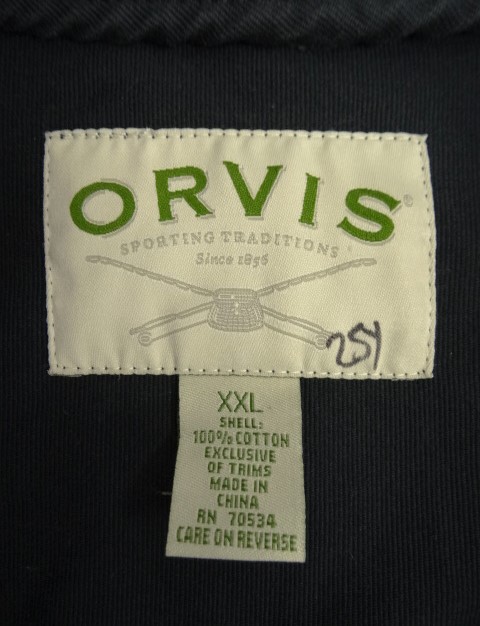 ORVIS®
SPORTING TRADITIONS
Since 1856
254
XXL
SHELL:
100% COTTON
EXCLUSIVE
OF TRIMS
MADE IN
CHINA
RN 70534
CARE ON REVERSE